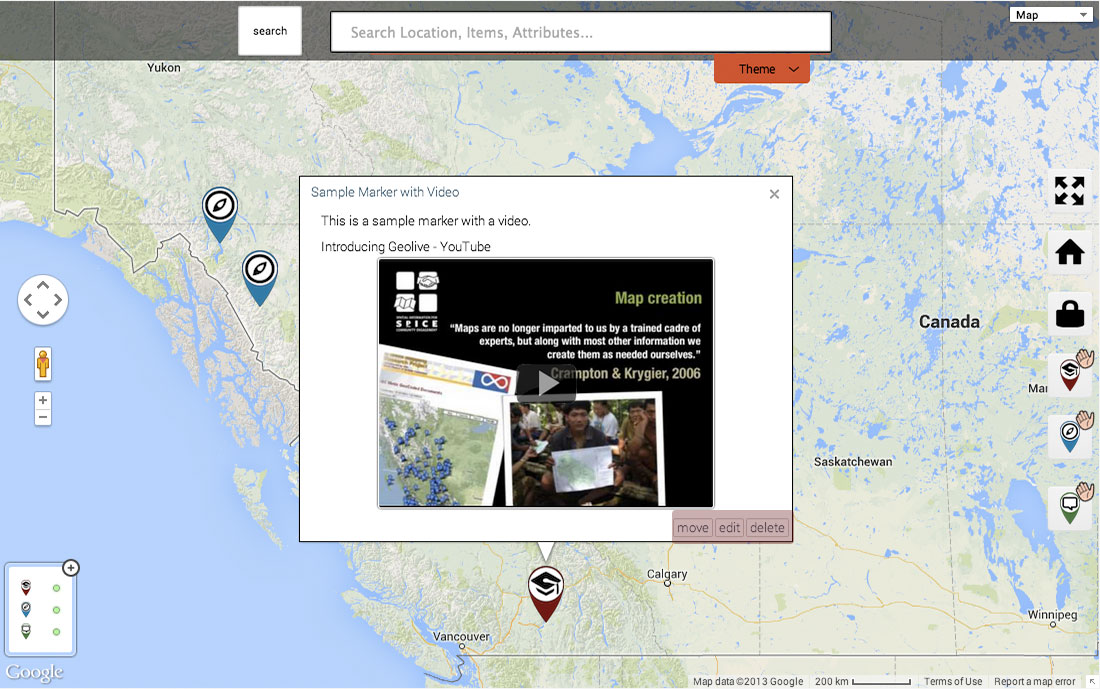 search
Search Location, Items, Attributes...
Map
Theme
Yukon
Sample Marker with Video
This is a sample marker with a video.
Introducing Geolive - YouTube
SPICE
Map creation
“Maps are no longer imparted to us by a trained cadre of
experts, but along with most other information we
create them as needed ourselves.”
Crampton & Krygier, 2006
move edit delete
Canada
Saskatchewan
Calgary
Vancouver
Winnipeg
Google
Map data ©2013 Google
200 km
Terms of Use
Report a map error